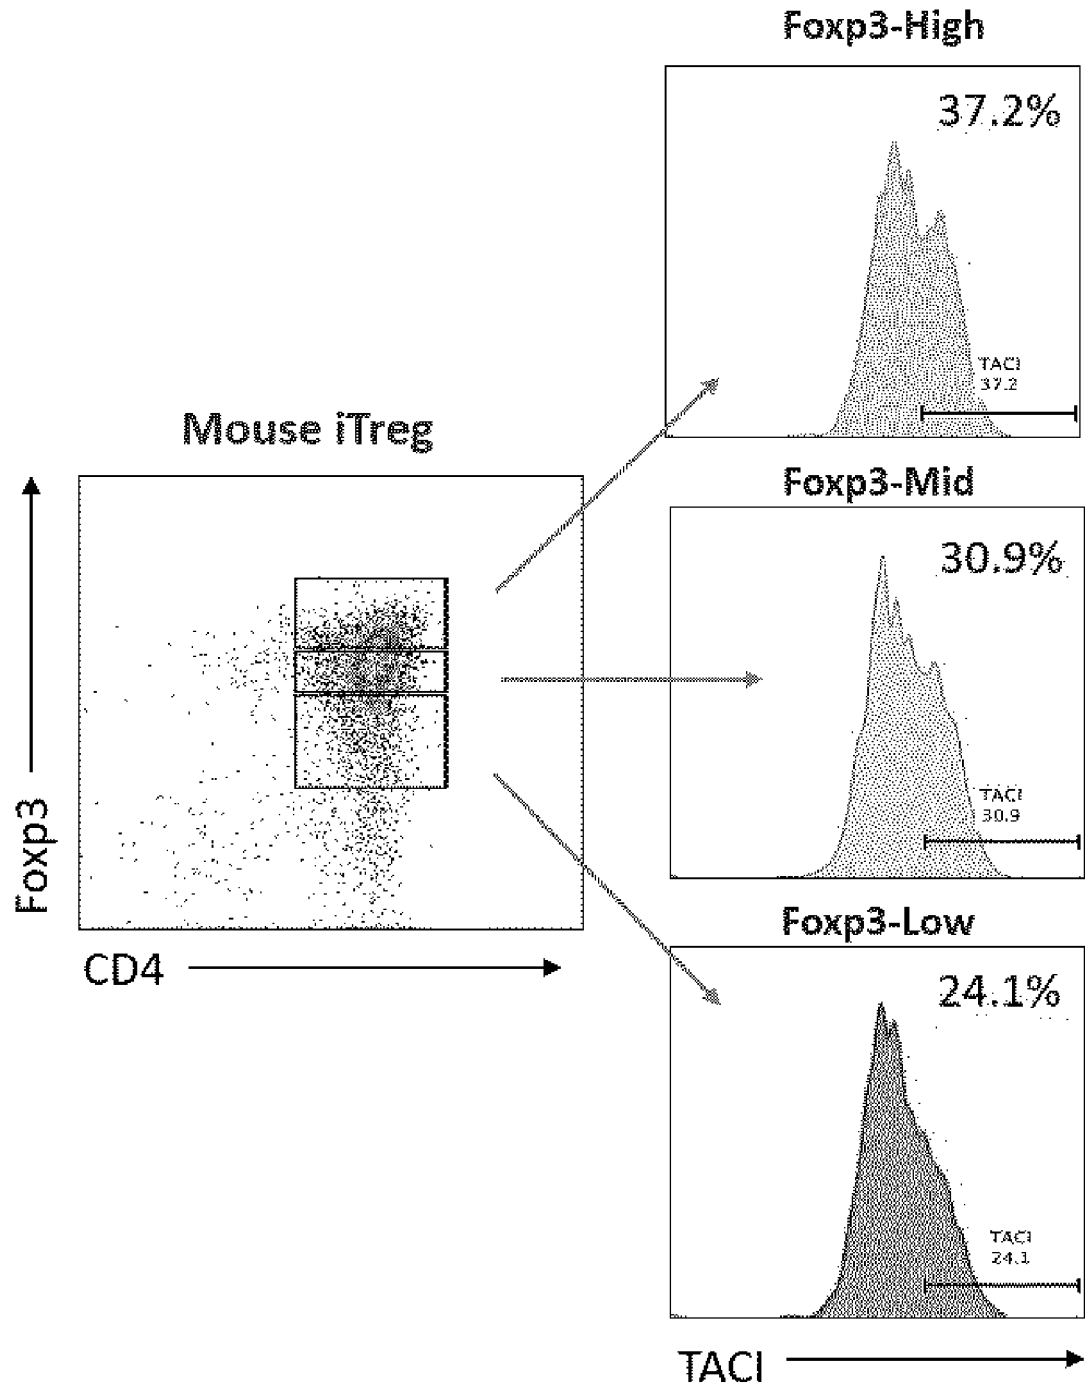 Foxp3-High
37.2%
TACI
37.2
Mouse iTreg
Foxp3-Mid
30.9%
TACI
30.9
Foxp3
CD4
Foxp3-Low
24.1%
TACI
24.1
TACI